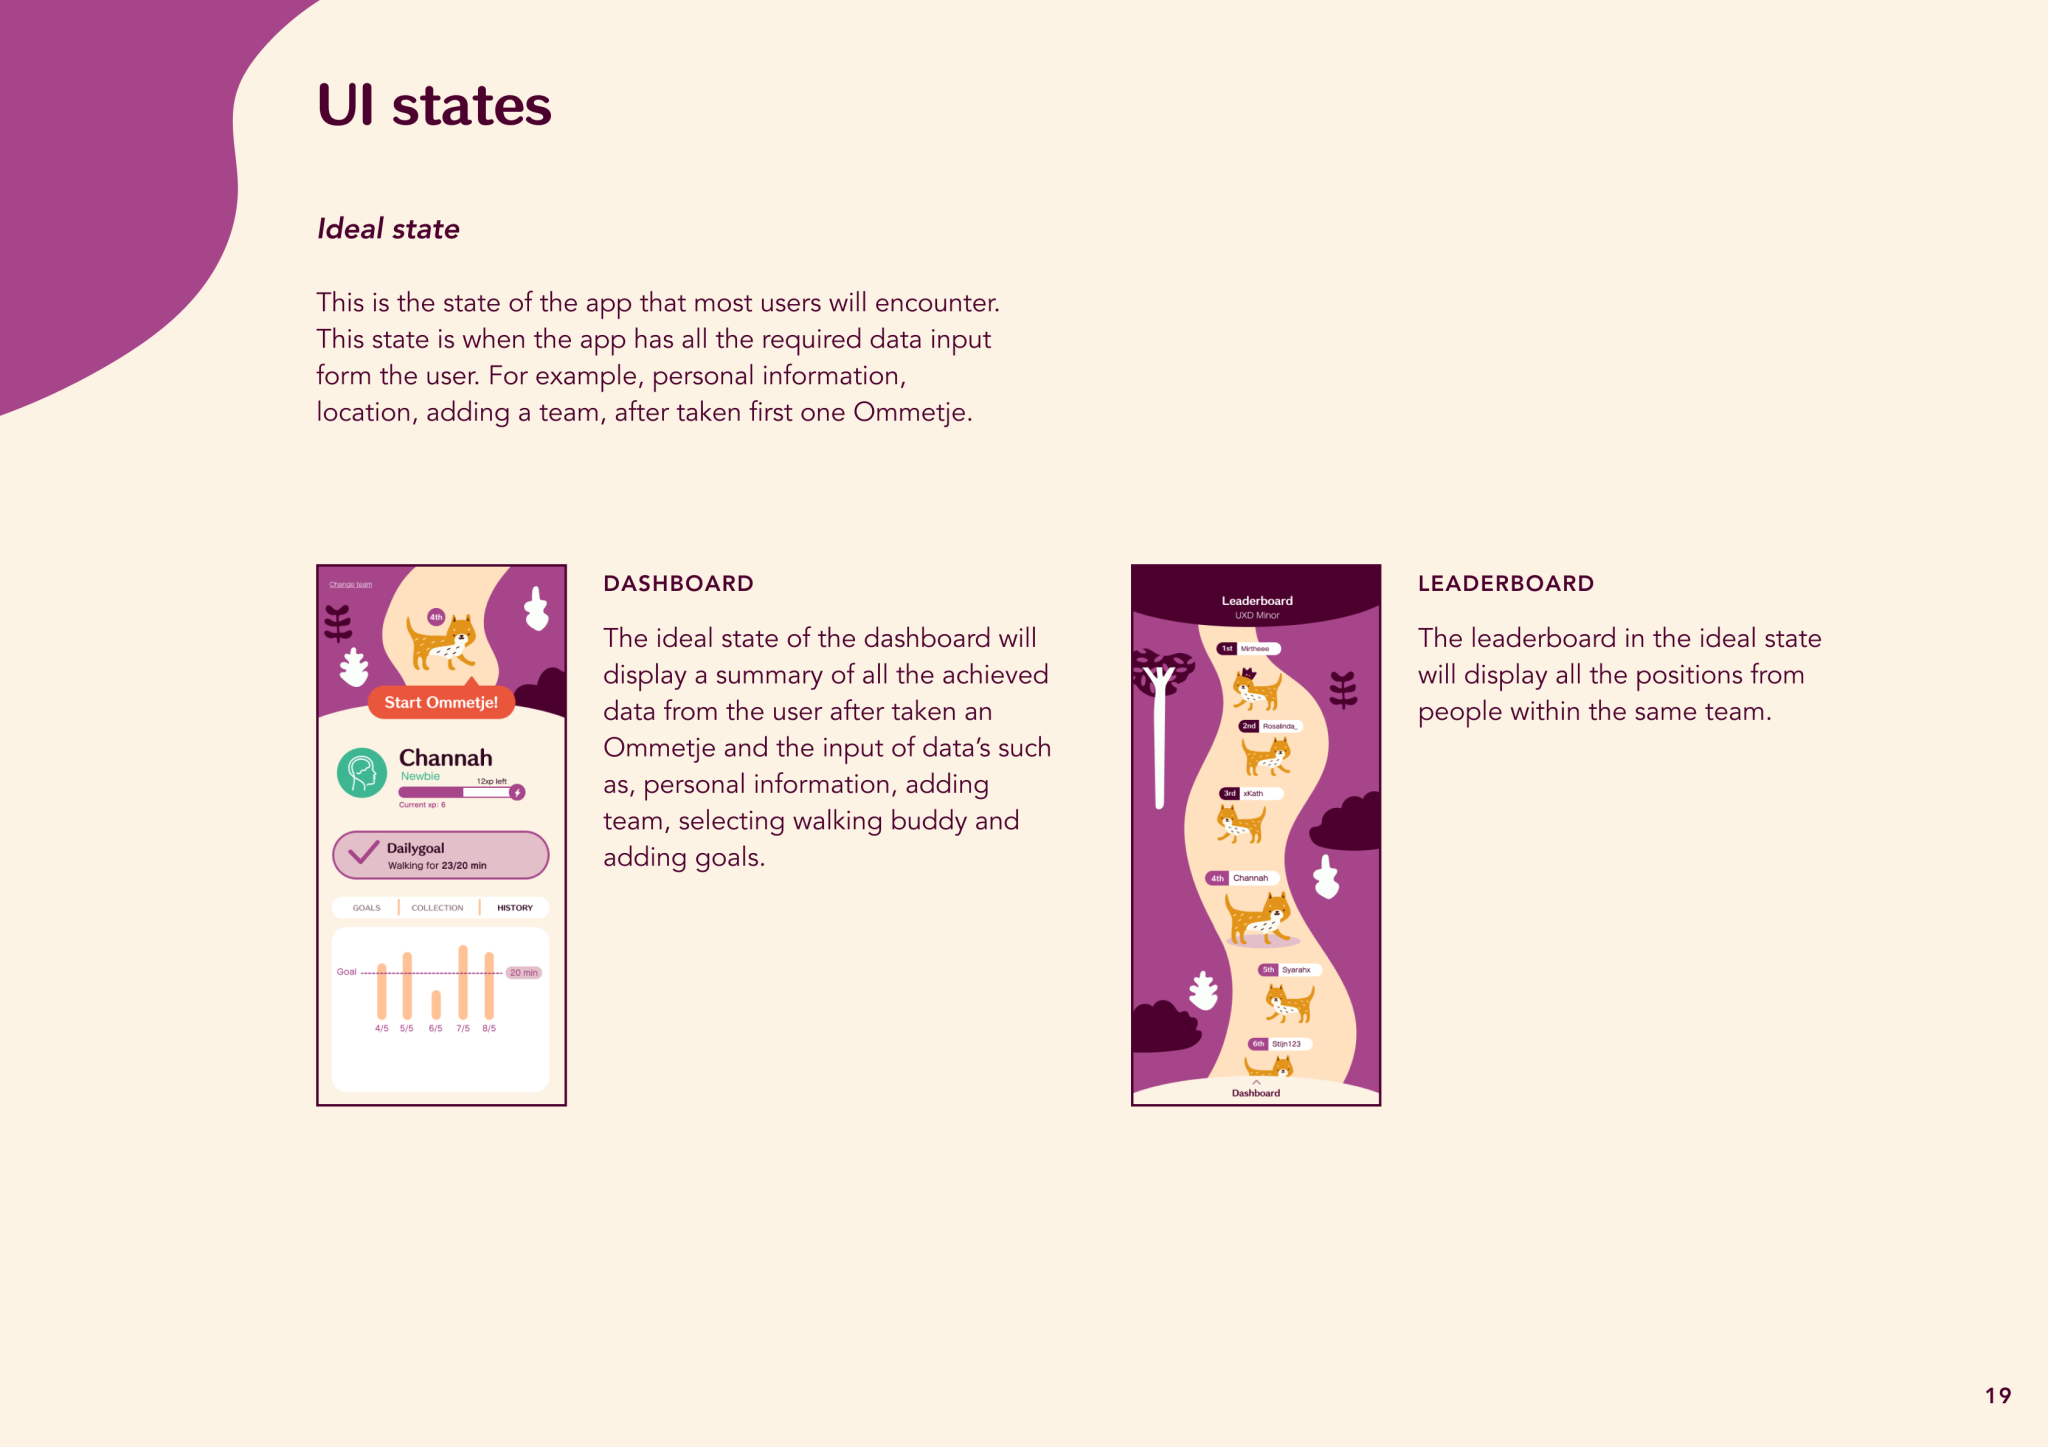 UI states
Ideal state
This is the state of the app that most users will encounter.
This state is when the app has all the required data input
form the user. For example, personal information,
location, adding a team, after taken first one Ommetje.
Change team
4th
Start Ommetje!
Channah
Newbie
12xp left
Current xp: 6
Dailygoal
Walking for 23/20 min
GOALS
COLLECTION
HISTORY
Goal
20 min
4/5 5/5 6/5 7/5 8/5
DASHBOARD
The ideal state of the dashboard will
display a summary of all the achieved
data from the user after taken an
Ommetje and the input of data’s such
as, personal information, adding
team, selecting walking buddy and
adding goals.
Leaderboard
UXD Minor
1st Mirtheee
2nd Rosalinda_
3rd xKath
4th Channah
5th Syarahx
6th Stijn123
Dashboard
LEADERBOARD
The leaderboard in the ideal state
will display all the positions from
people within the same team.
19